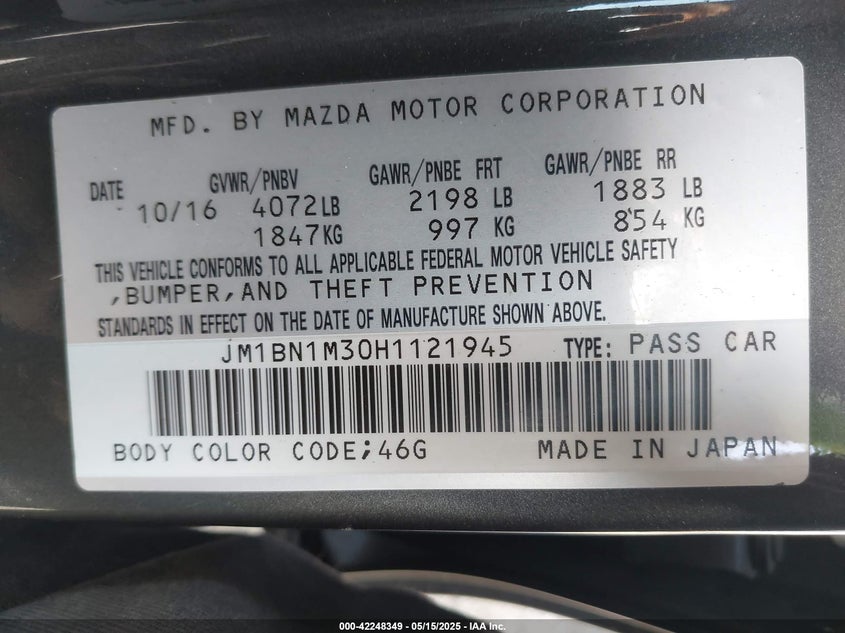 MFD. BY MAZDA MOTOR CORPORATION
DATE GVWR/PNBV GAWR/PNBE FRT GAWR/PNBE RR
10/16 4072LB 2198 LB 1883 LB
1847KG 997 KG 854 KG
THIS VEHICLE CONFORMS TO ALL APPLICABLE FEDERAL MOTOR VEHICLE SAFETY
,BUMPER,AND THEFT PREVENTION
STANDARDS IN EFFECT ON THE DATE OF MANUFACTURE SHOWN ABOVE.
JM1BN1M30H1121945 TYPE: PASS CAR
BODY COLOR CODE;46G MADE IN JAPAN
000-42248349 - 05/15/2025 - IAA Inc.